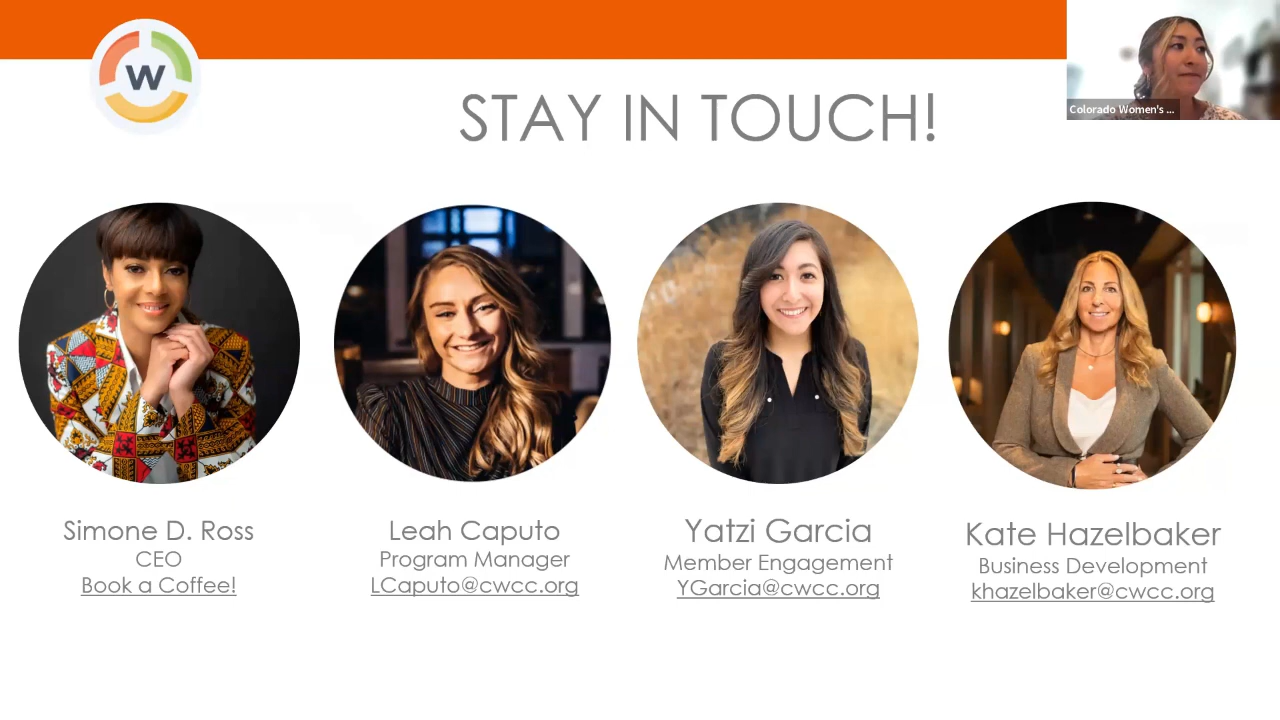 W
Colorado Women's ...
STAY IN TOUCH!
Simone D. Ross
CEO
Book a Coffee!
Leah Caputo
Program Manager
LCaputo@cwcc.org
Yatzi Garcia
Member Engagement
YGarcia@cwcc.org
Kate Hazelbaker
Business Development
khazelbaker@cwcc.org